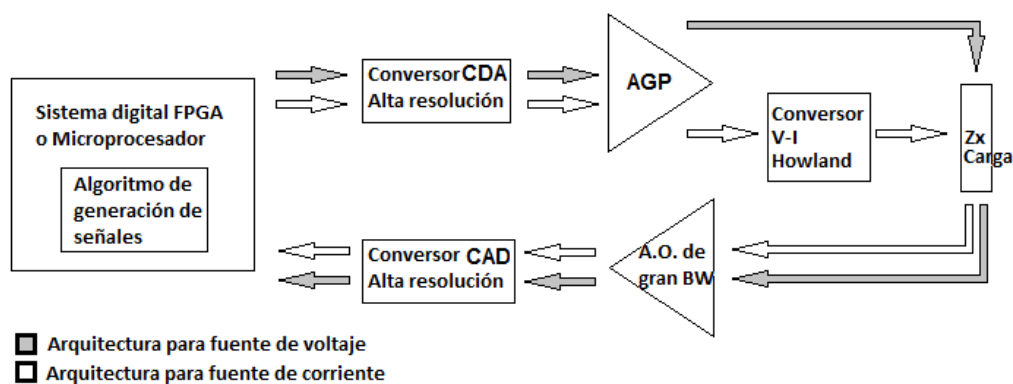 Sistema digital FPGA
o Microprocesador
Algoritmo de
generación de
señales
Conversor CDA
Alta resolución
AGP
Conversor
V-I
Howland
Zx
Carga
A.O. de
gran BW
Conversor CAD
Alta resolución
Arquitectura para fuente de voltaje
Arquitectura para fuente de corriente